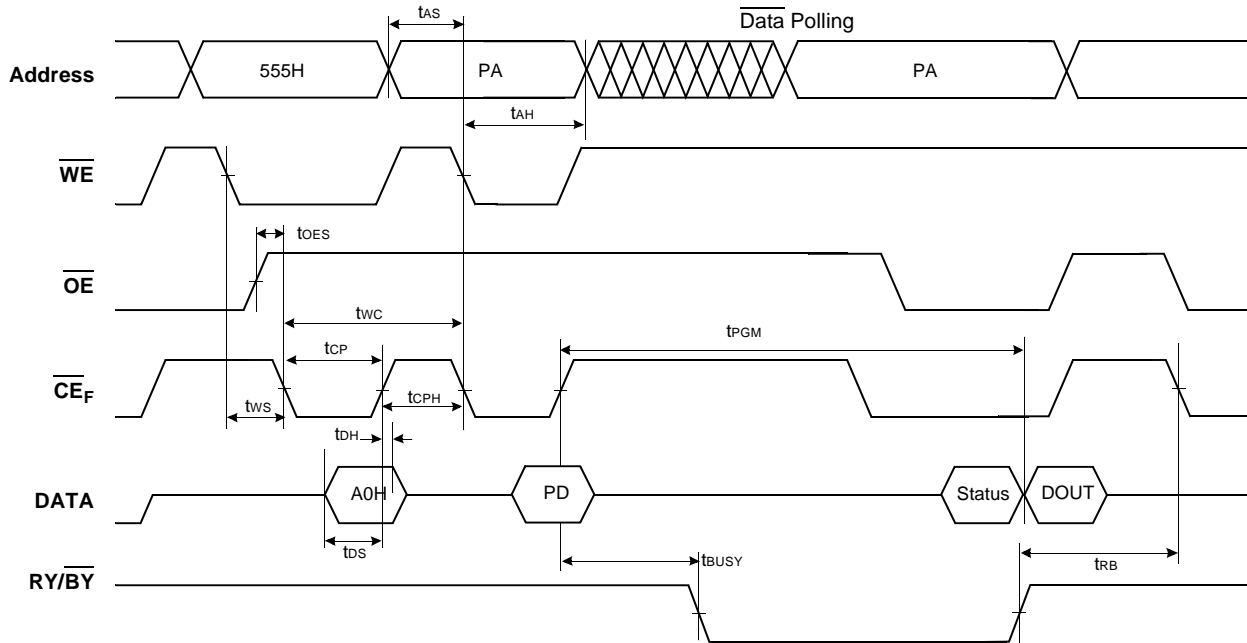 tAS
Data Polling
Address
555H
PA
PA
tAH
WE
tOES
OE
tWC
tPGM
tCP
CEF
tCPH
tWS
tDH
DATA
A0H
PD
Status
DOUT
tDS
tBUSY
RY/BY
tRB